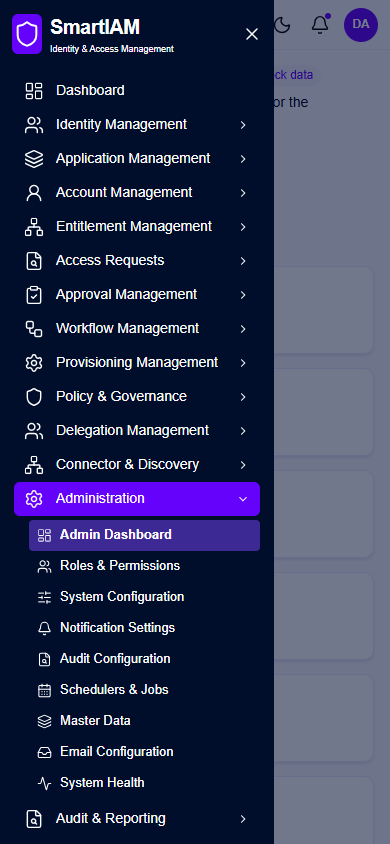 SmartIAM
Identity & Access Management
DA
Dashboard
ck data
Identity Management
or the
Application Management
Account Management
Entitlement Management
Access Requests
Approval Management
Workflow Management
Provisioning Management
Policy & Governance
Delegation Management
Connector & Discovery
Administration
Admin Dashboard
Roles & Permissions
System Configuration
Notification Settings
Audit Configuration
Schedulers & Jobs
Master Data
Email Configuration
System Health
Audit & Reporting